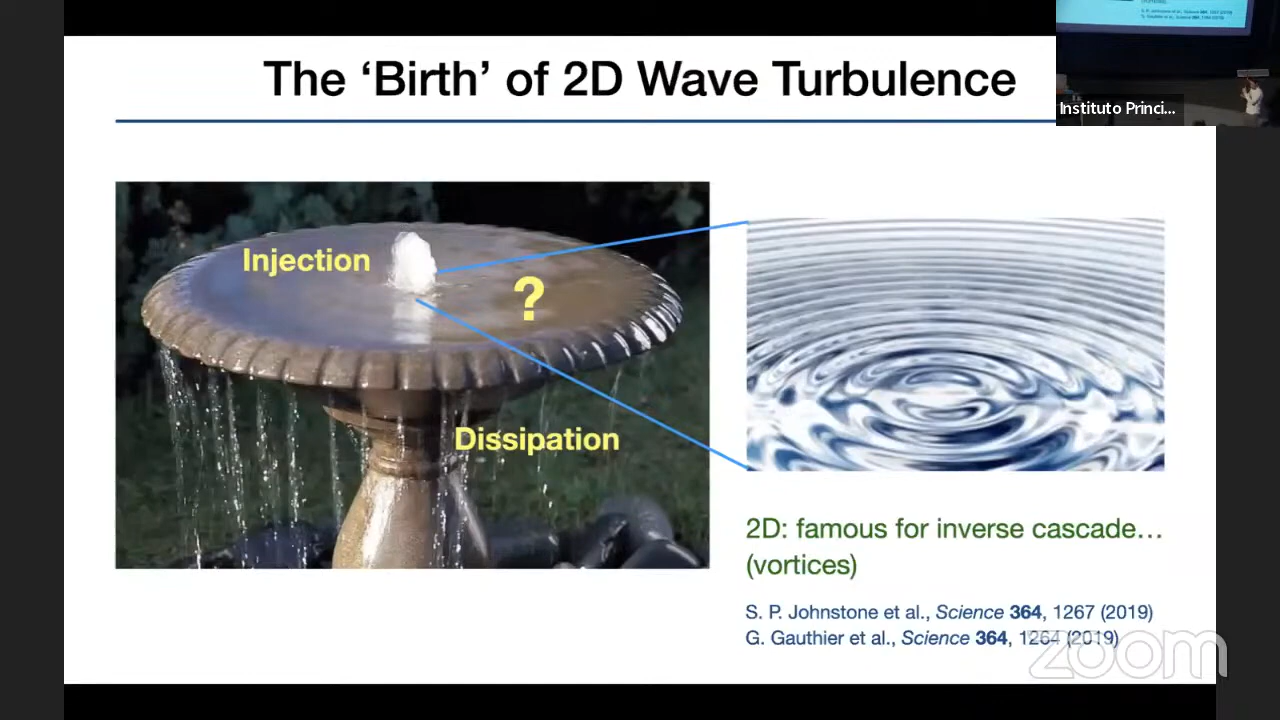 The ‘Birth’ of 2D Wave Turbulence
Instituto Princi...
Injection
?
Dissipation
2D: famous for inverse cascade…
(vortices)
S. P. Johnstone et al., Science 364, 1267 (2019)
G. Gauthier et al., Science 364, 1264 (2019)
zoom